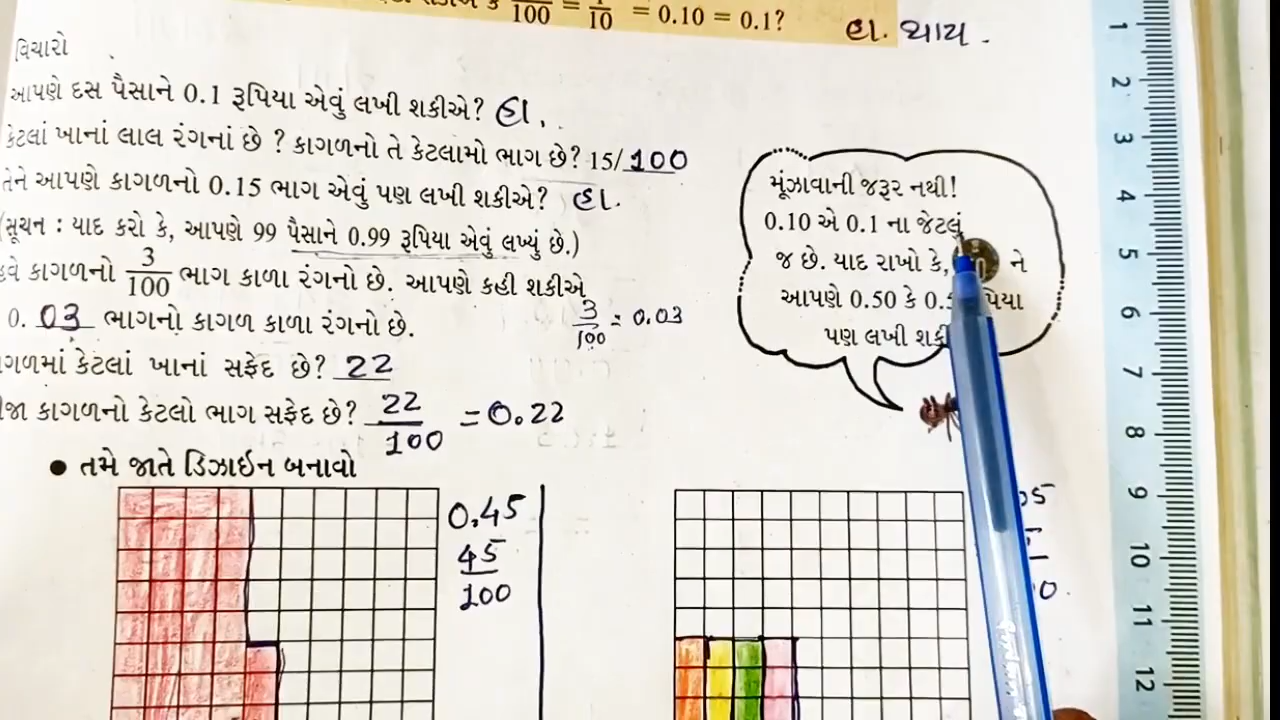 100 = 10 = 0.10 = 0.1?
હા. થાય.
વિચારો
આપણે દસ પૈસાને 0.1 રૂપિયા એવું લખી શકીએ? હા.
કેટલાં ખાનાં લાલ રંગનાં છે ? કાગળનો તે કેટલામો ભાગ છે? 15/100
તેને આપણે કાગળનો 0.15 ભાગ એવું પણ લખી શકીએ? હા.
(સૂચન : યાદ કરો કે, આપણે 99 પૈસાને 0.99 રૂપિયા એવું લખ્યું છે.)
કાગળનો 3/100 ભાગ કાળા રંગનો છે. આપણે કહી શકીએ
0. 03 ભાગનો કાગળ કાળા રંગનો છે.
3/100 = 0.03
કેટલાં ખાનાં સફેદ છે? 22
કાગળનો કેટલો ભાગ સફેદ છે? 22/100 = 0.22
મૂંઝાવાની જરૂર નથી!
0.10 એ 0.1 ના જેટલું
જ છે. યાદ રાખો કે, ને
આપણે 0.50 કે
પણ લખી
● તમે જાતે ડિઝાઇન બનાવો
0.45
45
100
1
2
3
4
5
6
7
8
9
10
11
12